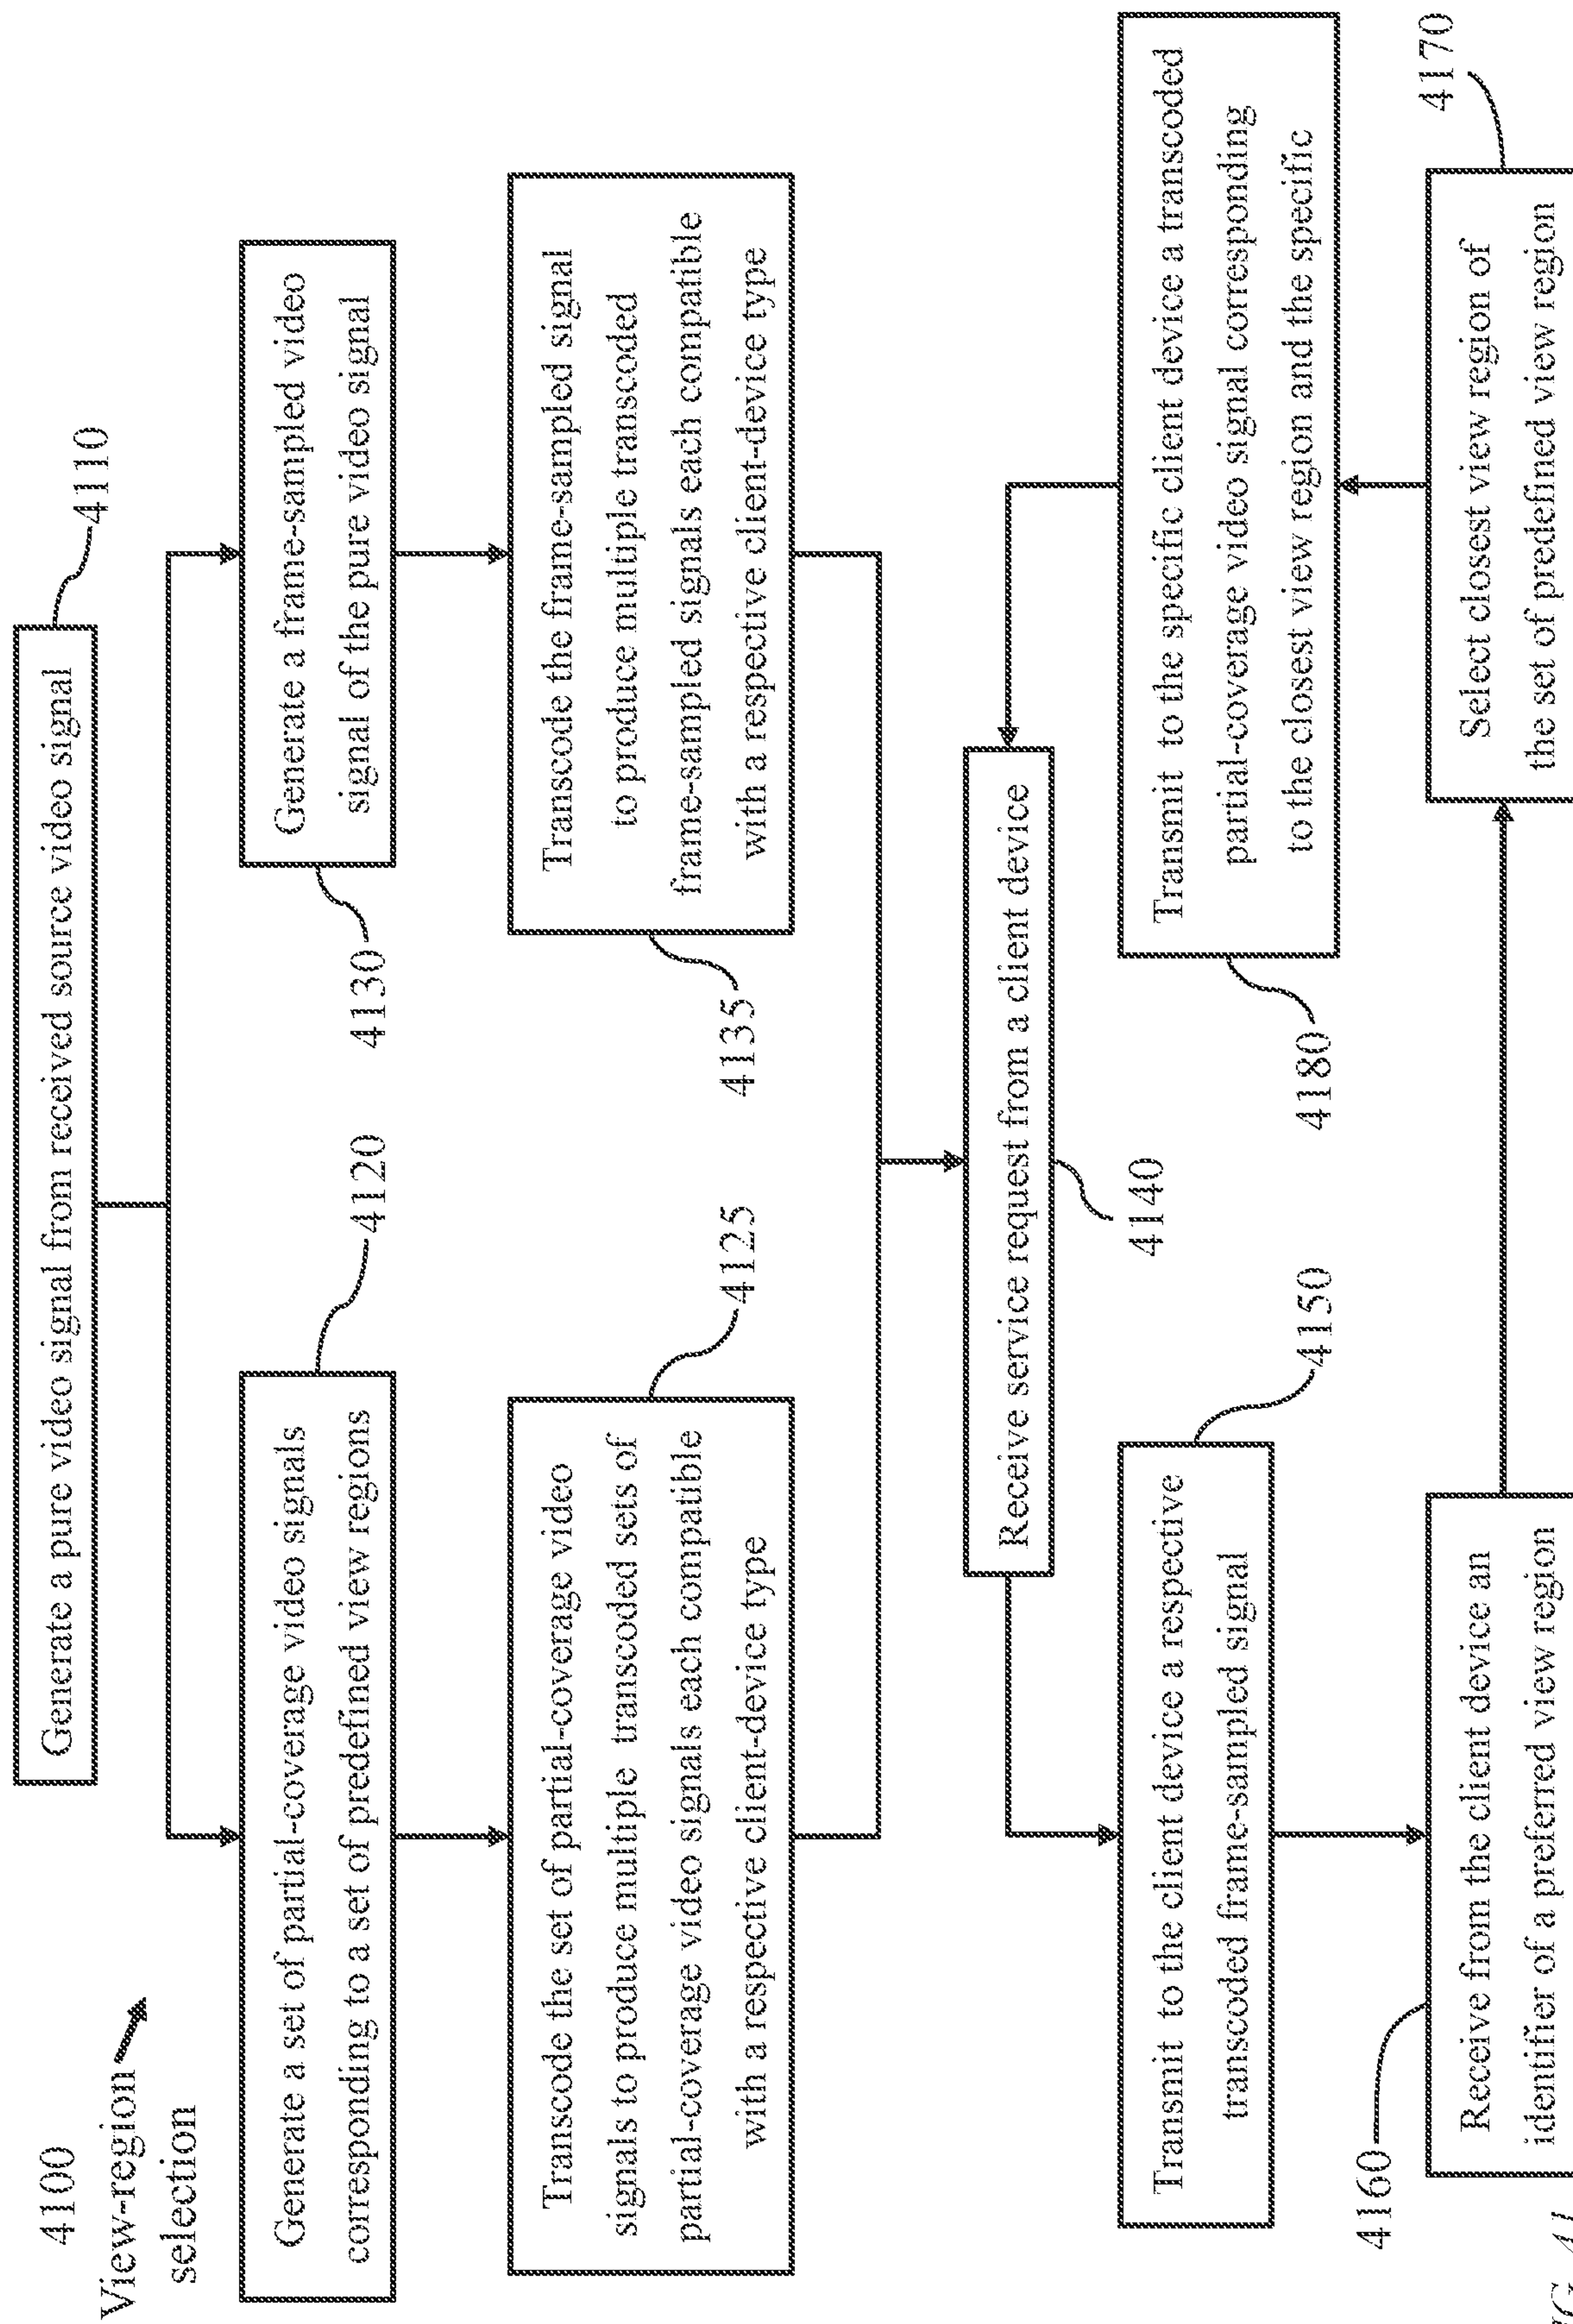 4100
View-region
selection
Generate a pure video signal from received source video signal
4110
Generate a set of partial-coverage video signals
corresponding to a set of predefined view regions
4120
Generate a frame-sampled video
signal of the pure video signal
4130
Transcode the set of partial-coverage video
signals to produce multiple transcoded sets of
partial-coverage video signals each compatible
with a respective client-device type
4125
Transcode the frame-sampled signal
to produce multiple transcoded
frame-sampled signals each compatible
with a respective client-device type
4135
Receive service request from a client device
4140
Transmit to the client device a respective
transcoded frame-sampled signal
4150
Transmit to the specific client device a transcoded
partial-coverage video signal corresponding
to the closest view region and the specific
4180
Receive from the client device an
identifier of a preferred view region
4160
Select closest view region of
the set of predefined view region
4170